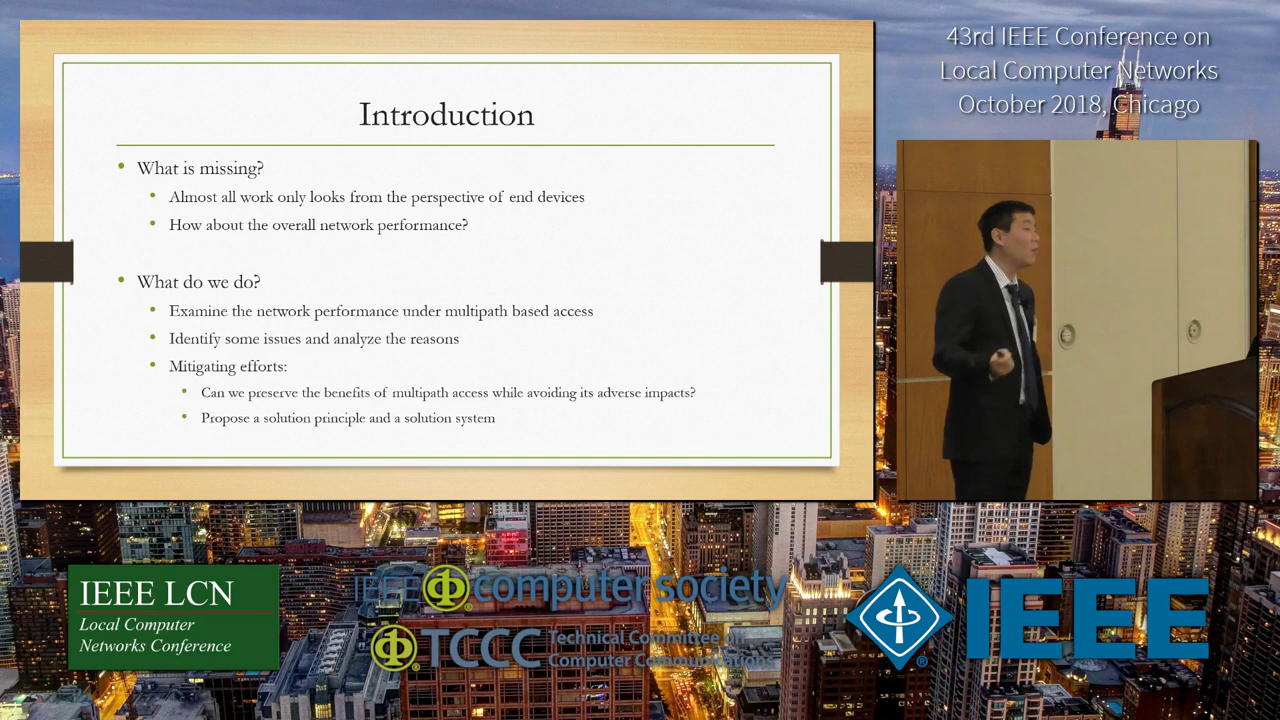 Introduction
What is missing?
Almost all work only looks from the perspective of end devices
How about the overall network performance?
What do we do?
Examine the network performance under multipath based access
Identify some issues and analyze the reasons
Mitigating efforts:
Can we preserve the benefits of multipath access while avoiding its adverse impacts?
Propose a solution principle and a solution system
43rd IEEE Conference on
Local Computer Networks
October 2018, Chicago
IEEE LCN
Local Computer
Networks Conference
IEEE computer society
TCCC Technical Committee on
Computer Communications
IEEE
®